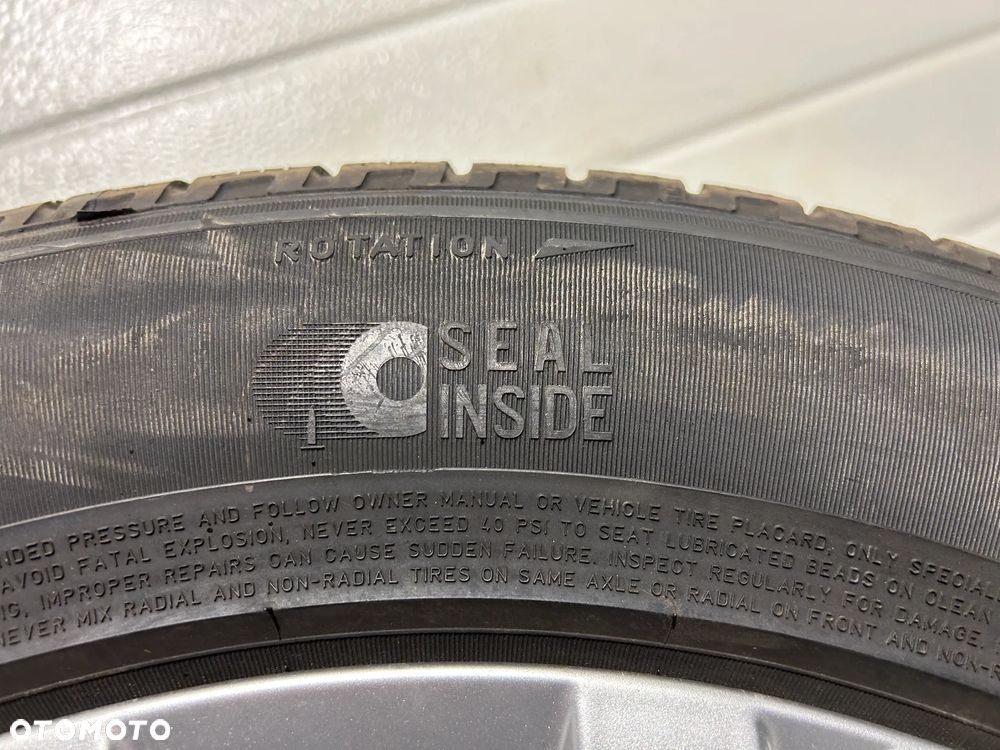 ROTATION
SEAL
INSIDE
NDED PRESSURE AND FOLLOW OWNER MANUAL OR VEHICLE TIRE PLACARD. ONLY SPECIAL
AVOID FATAL EXPLOSION, NEVER EXCEED 40 PSI TO SEAT LUBRICATED BEADS ON CLEAN
NG. IMPROPER REPAIRS CAN CAUSE SUDDEN FAILURE. INSPECT REGULARLY FOR DAMAGE.
NEVER MIX RADIAL AND NON-RADIAL TIRES ON SAME AXLE OR RADIAL ON FRONT AND NON-R
OTOMOTO